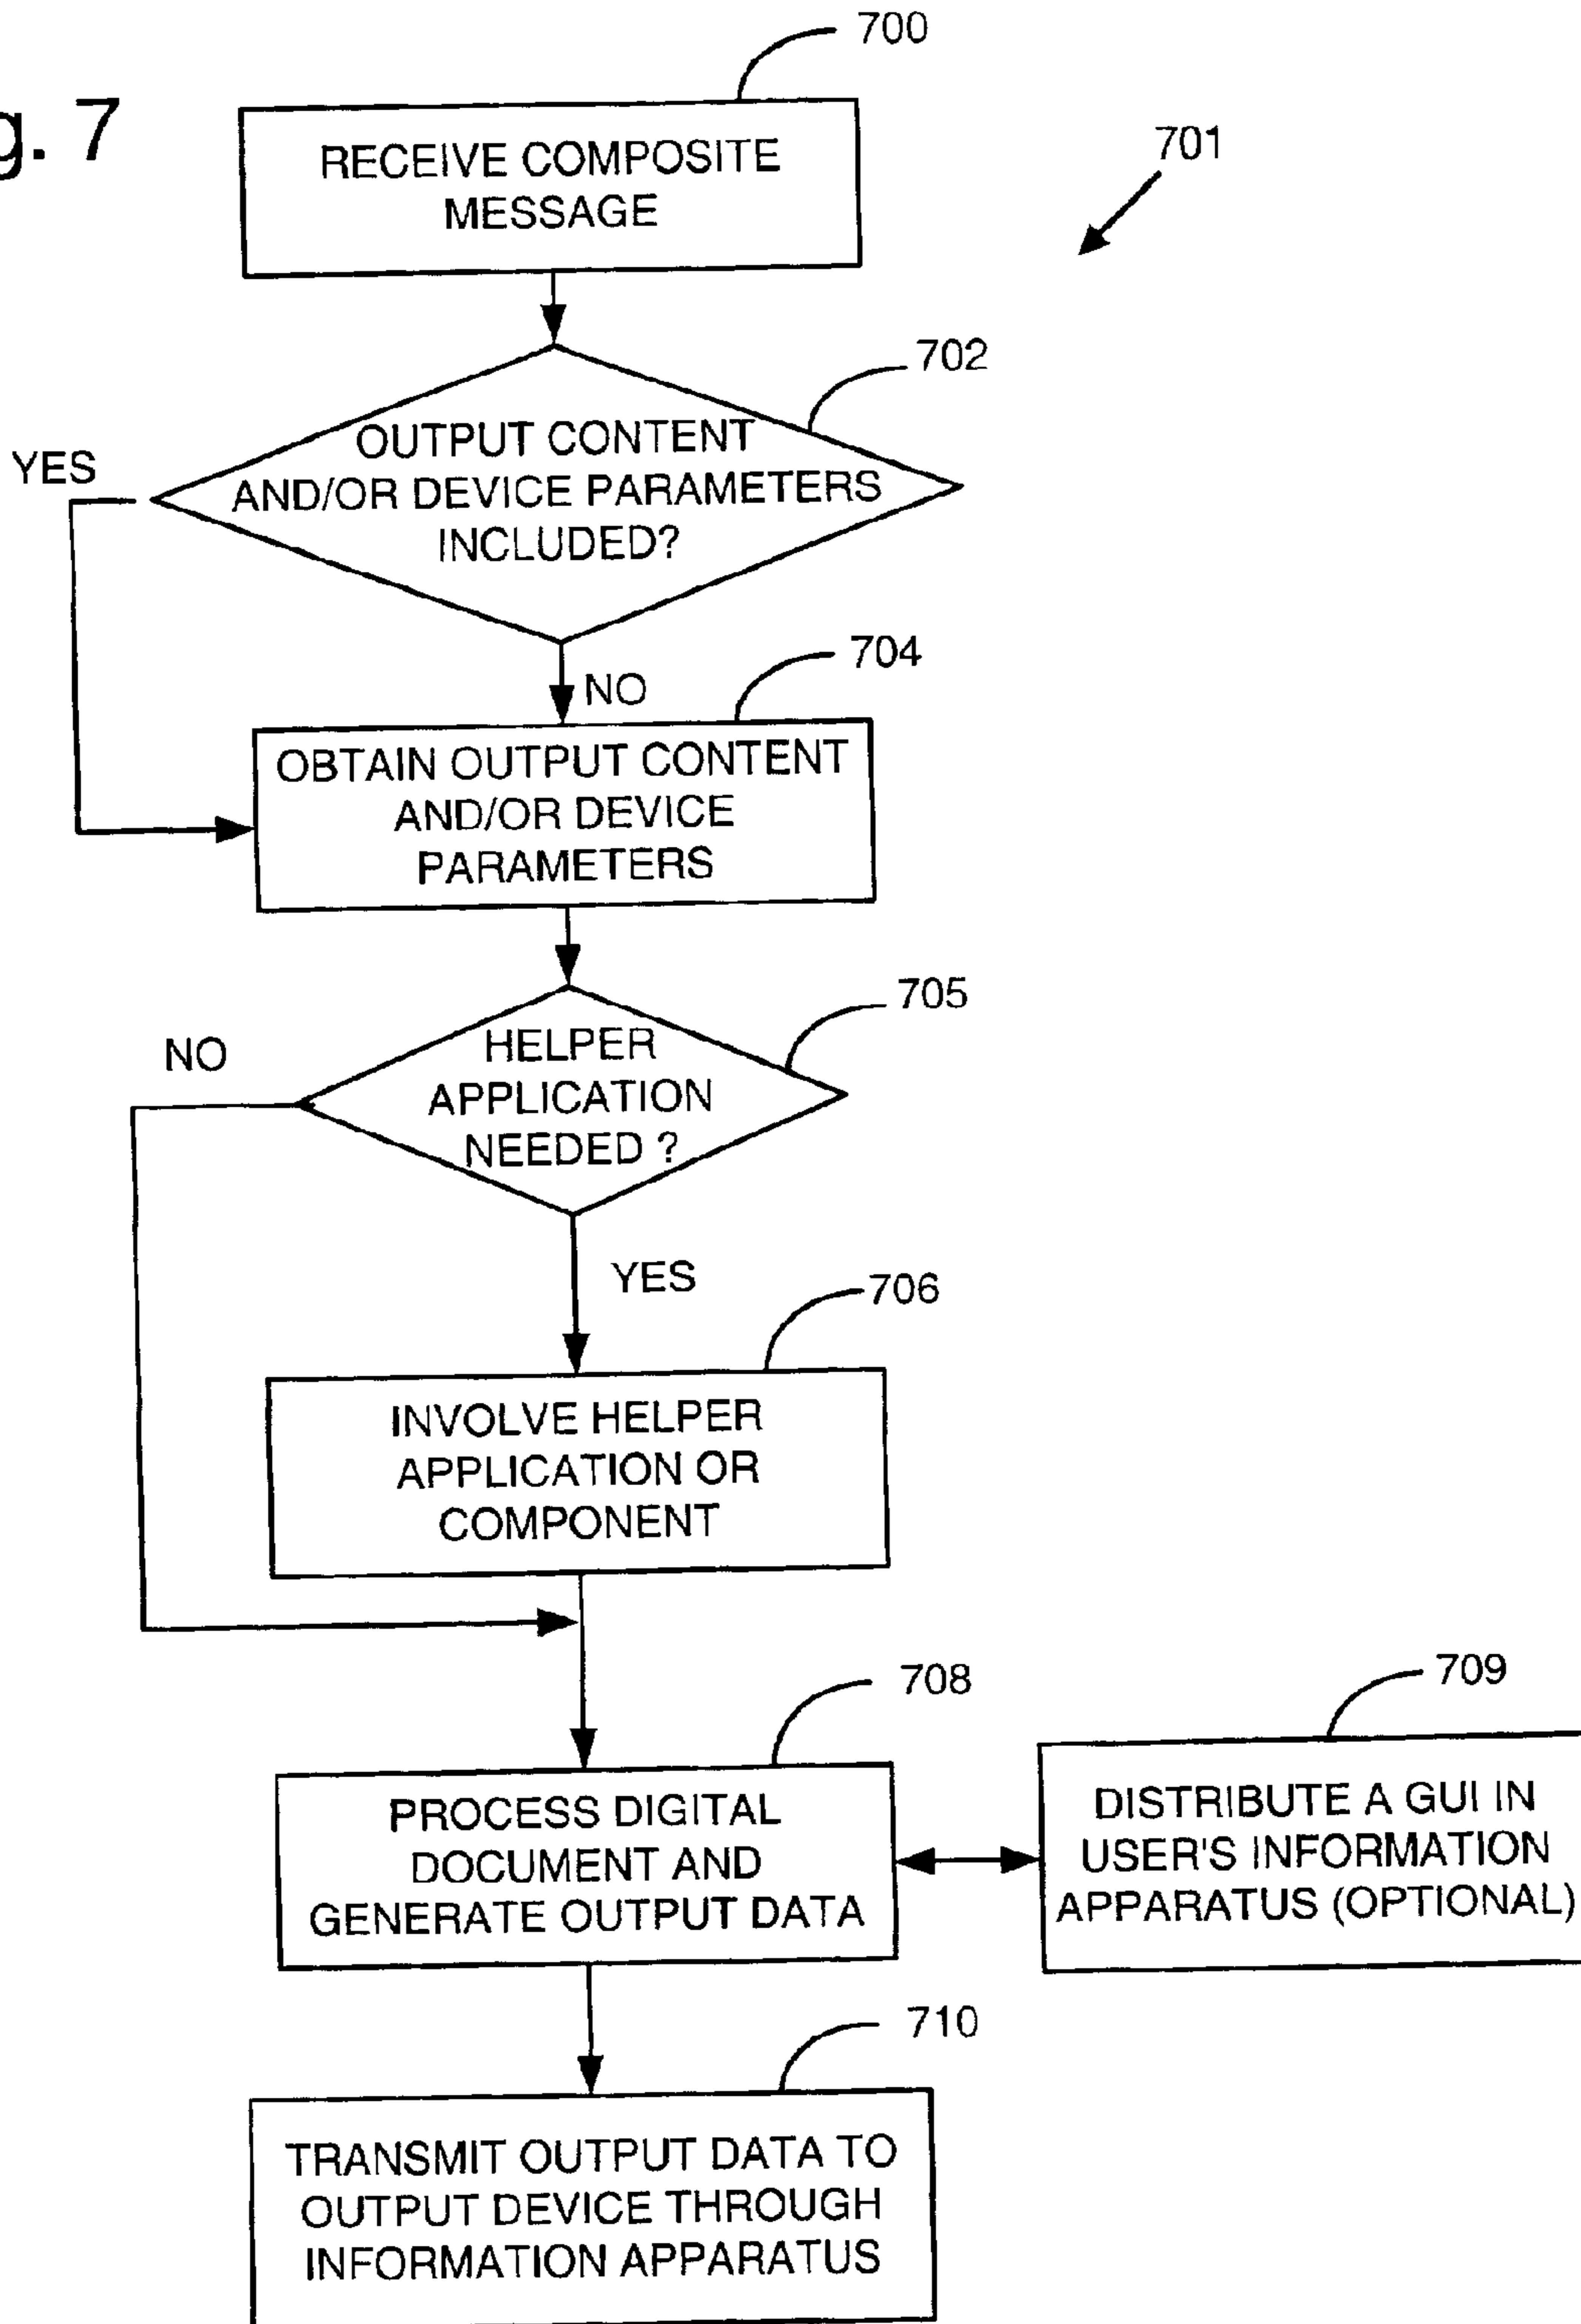 g. 7
700
RECEIVE COMPOSITE
MESSAGE
701
702
OUTPUT CONTENT
AND/OR DEVICE PARAMETERS
INCLUDED?
YES
NO
704
OBTAIN OUTPUT CONTENT
AND/OR DEVICE
PARAMETERS
705
HELPER
APPLICATION
NEEDED ?
NO
YES
706
INVOLVE HELPER
APPLICATION OR
COMPONENT
708
PROCESS DIGITAL
DOCUMENT AND
GENERATE OUTPUT DATA
709
DISTRIBUTE A GUI IN
USER'S INFORMATION
APPARATUS (OPTIONAL)
710
TRANSMIT OUTPUT DATA TO
OUTPUT DEVICE THROUGH
INFORMATION APPARATUS